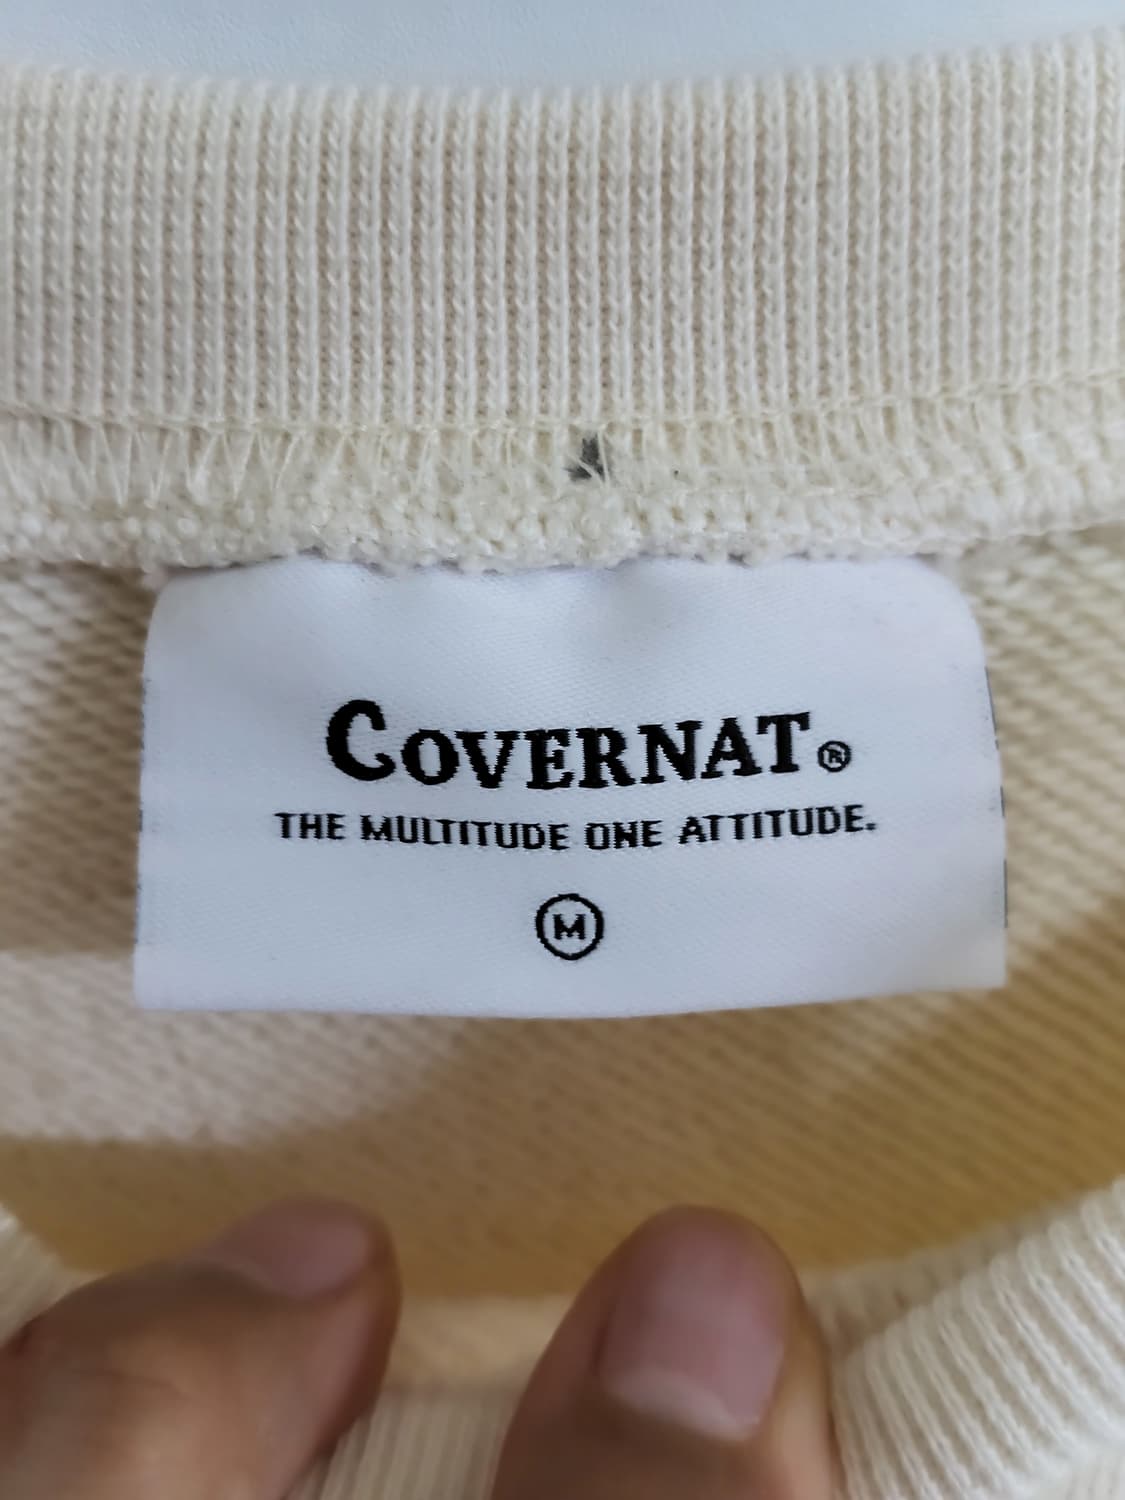 COVERNAT®
THE MULTITUDE ONE ATTITUDE.
M